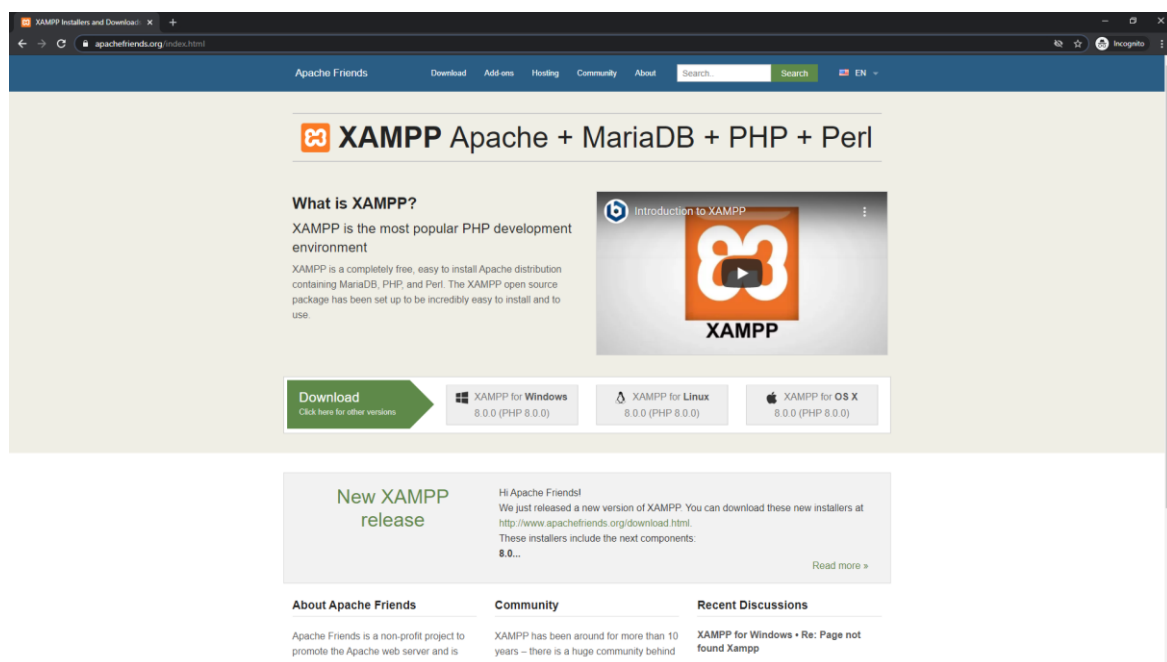 XAMPP Installers and Download
apachefriends.org/index.html
Incognito
Apache Friends
Download
Add-ons
Hosting
Community
About
Search...
Search
EN
XAMPP Apache + MariaDB + PHP + Perl
What is XAMPP?
XAMPP is the most popular PHP development
environment
XAMPP is a completely free, easy to install Apache distribution
containing MariaDB, PHP, and Perl. The XAMPP open source
package has been set up to be incredibly easy to install and to
use.
Introduction to XAMPP
XAMPP
Download
Click here for other versions
XAMPP for Windows
8.0.0 (PHP 8.0.0)
XAMPP for Linux
8.0.0 (PHP 8.0.0)
XAMPP for OS X
8.0.0 (PHP 8.0.0)
New XAMPP
release
Hi Apache Friends!
We just released a new version of XAMPP. You can download these new installers at
http://www.apachefriends.org/download.html.
These installers include the next components:
8.0...
Read more »
About Apache Friends
Apache Friends is a non-profit project to
promote the Apache web server and is
Community
XAMPP has been around for more than 10
years – there is a huge community behind
Recent Discussions
XAMPP for Windows • Re: Page not
found Xampp